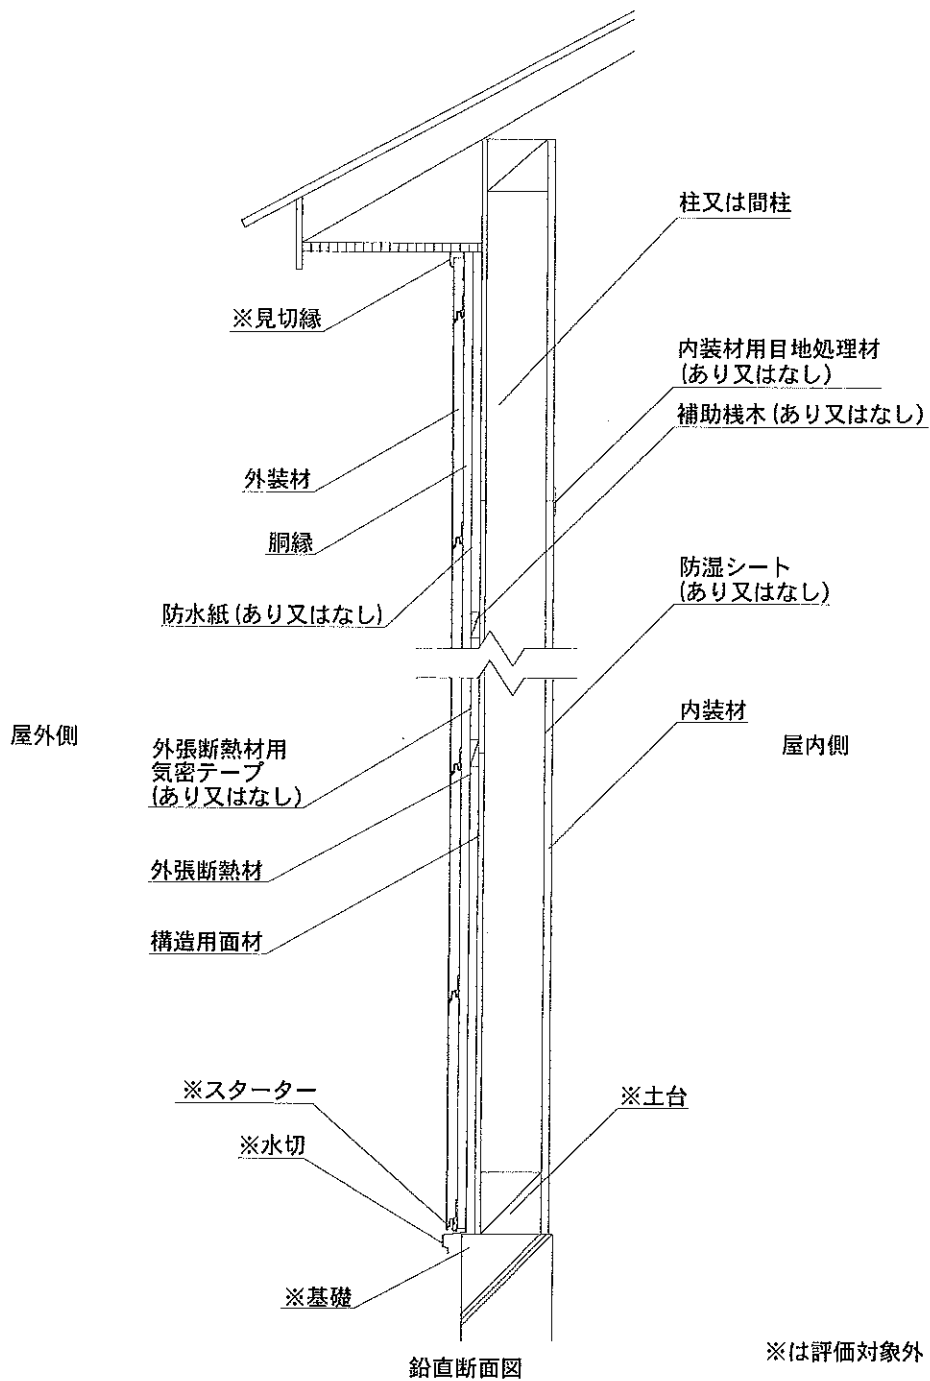 柱又は間柱
※見切縁
内装材用目地処理材
(あり又はなし)
補助桟木(あり又はなし)
外装材
胴縁
防水紙(あり又はなし)
防湿シート
(あり又はなし)
内装材
屋外側
屋内側
外張断熱材用
気密テープ
(あり又はなし)
外張断熱材
構造用面材
※スターター
※水切
※土台
※基礎
※は評価対象外
鉛直断面図